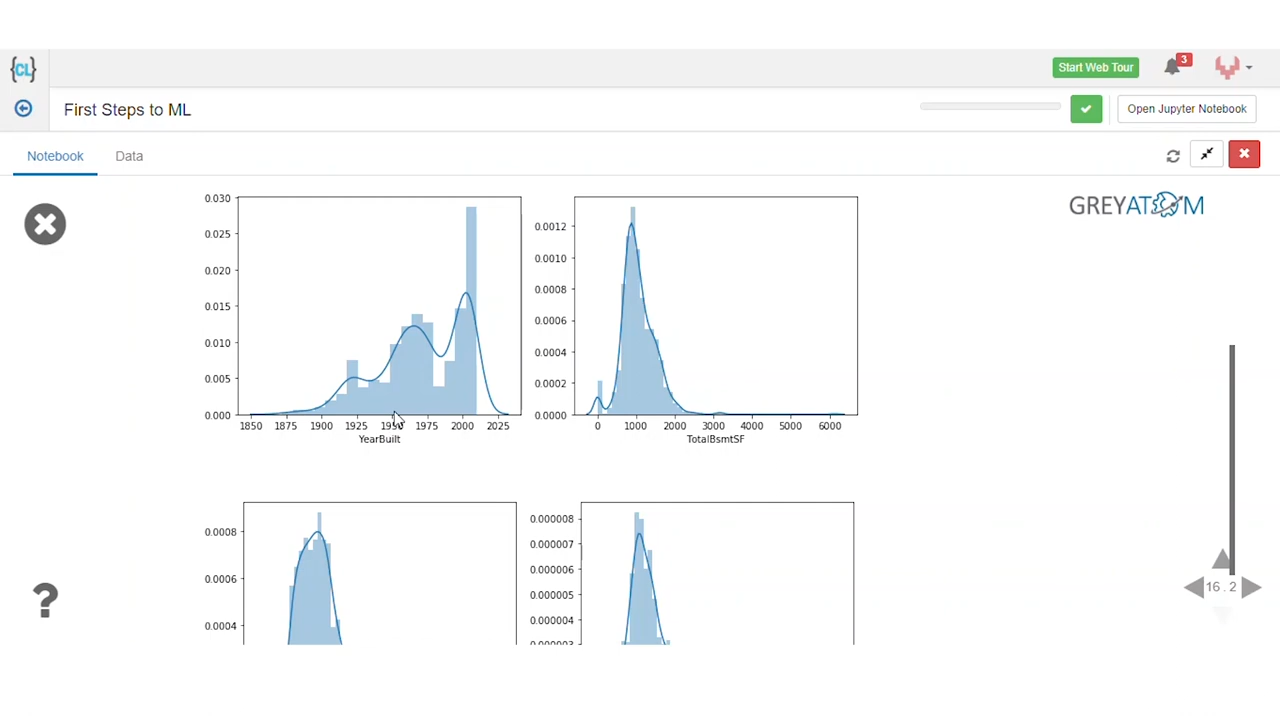 {CL}
Start Web Tour
3
First Steps to ML
Open Jupyter Notebook
Notebook
Data
GREYATOM
0.030
0.025
0.020
0.015
0.010
0.005
0.000
1850 1875 1900 1925 1950 1975 2000 2025
YearBuilt
0.0012
0.0010
0.0008
0.0006
0.0004
0.0002
0.0000
0 1000 2000 3000 4000 5000 6000
TotalBsmtSF
0.0008
0.0006
0.0004
0.000008
0.000007
0.000006
0.000005
0.000004
0.000003
?
16 . 2